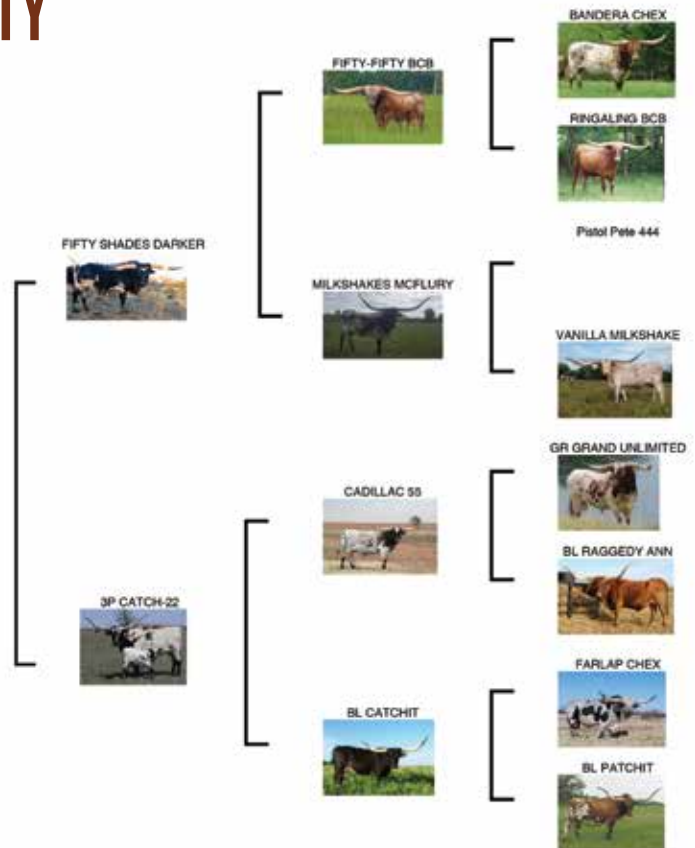 TY
BANDERA CHEX
FIFTY-FIFTY BCB
RINGALING BCB
Pistol Pete 444
FIFTY SHADES DARKER
MILKSHAKES MCFLURY
VANILLA MILKSHAKE
GR GRAND UNLIMITED
CADILLAC 55
BL RAGGEDY ANN
3P CATCH-22
FARLAP CHEX
BL CATCHIT
BL PATCHIT